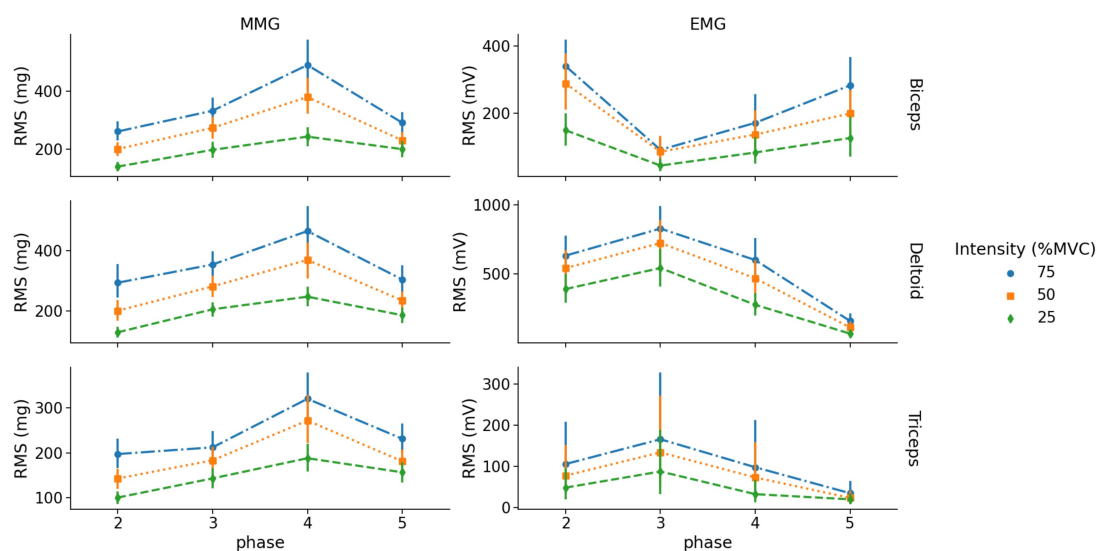 MMG
EMG
RMS (mg)
400
200
RMS (mV)
400
200
Biceps
RMS (mg)
400
200
RMS (mV)
1000
500
Deltoid
Intensity (%MVC)
75
50
25
RMS (mg)
300
200
100
2
3
4
5
phase
RMS (mV)
300
200
100
0
2
3
4
5
phase
Triceps